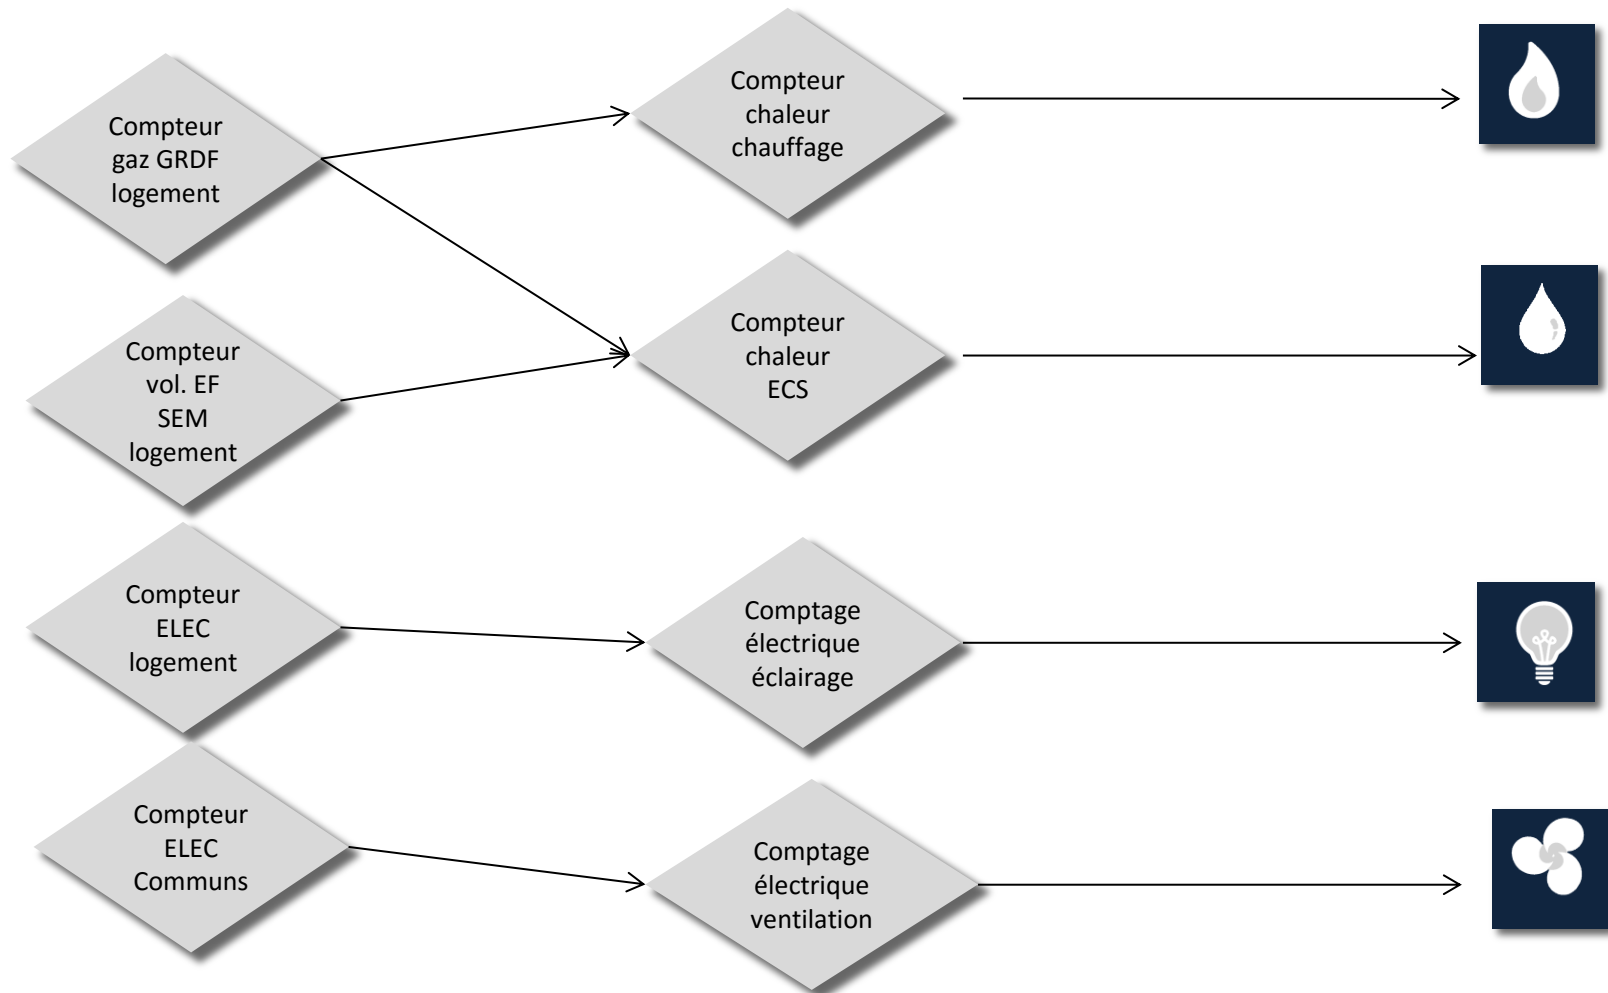 Compteur
gaz GRDF
logement
Compteur
chaleur
chauffage
Compteur
vol. EF
SEM
logement
Compteur
chaleur
ECS
Compteur
ELEC
logement
Comptage
électrique
éclairage
Compteur
ELEC
Communs
Comptage
électrique
ventilation